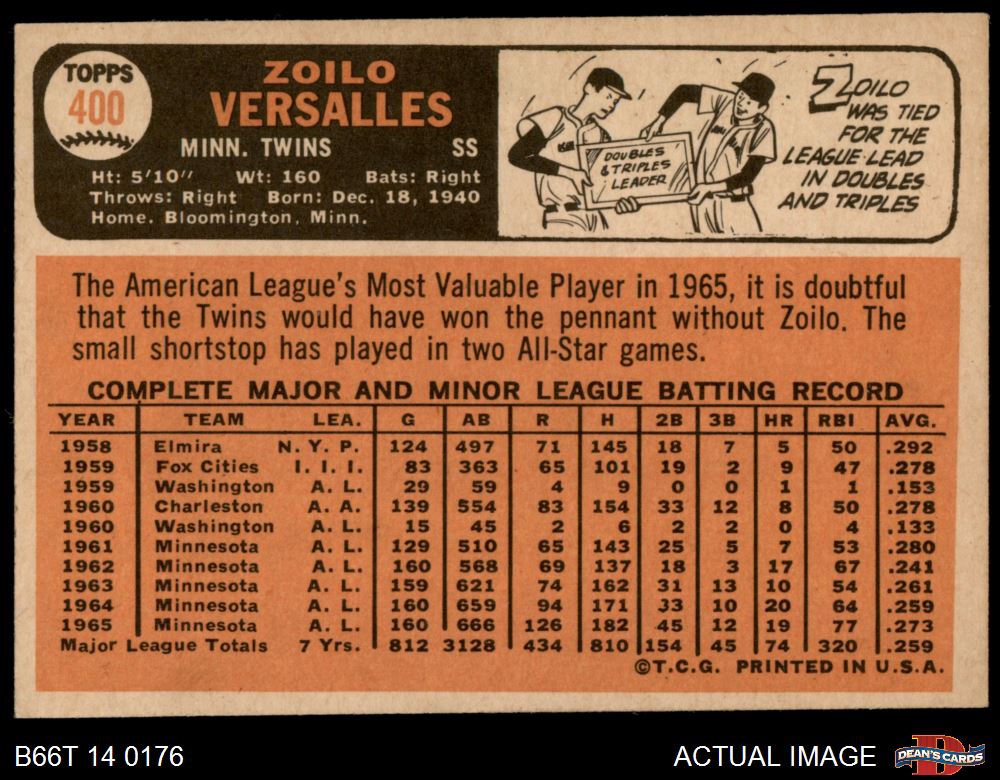 TOPPS
400
ZOILO
VERSALLES
MINN. TWINS SS
Ht: 5'10" Wt: 160 Bats: Right
Throws: Right Born: Dec. 18, 1940
Home. Bloomington, Minn.
DOUBLES
& TRIPLES
LEADER
ZOILO
WAS TIED
FOR THE
LEAGUE LEAD
IN DOUBLES
AND TRIPLES
The American League's Most Valuable Player in 1965, it is doubtful
that the Twins would have won the pennant without Zoilo. The
small shortstop has played in two All-Star games.
COMPLETE MAJOR AND MINOR LEAGUE BATTING RECORD
YEAR TEAM LEA. G AB R H 2B 3B HR RBI AVG.
1958 Elmira N. Y. P. 124 497 71 145 18 7 5 50 .292
1959 Fox Cities I. I. I. 83 363 65 101 19 2 9 47 .278
1959 Washington A. L. 29 59 4 9 0 0 1 1 .153
1960 Charleston A. A. 139 554 83 154 33 12 8 50 .278
1960 Washington A. L. 15 45 2 6 2 2 0 4 .133
1961 Minnesota A. L. 129 510 65 143 25 5 7 53 .280
1962 Minnesota A. L. 160 568 69 137 18 3 17 67 .241
1963 Minnesota A. L. 159 621 74 162 31 13 10 54 .261
1964 Minnesota A. L. 160 659 94 171 33 10 20 64 .259
1965 Minnesota A. L. 160 666 126 182 45 12 19 77 .273
Major League Totals 7 Yrs. 812 3128 434 810 154 45 74 320 .259
©T.C.G. PRINTED IN U.S.A.
B66T 14 0176 ACTUAL IMAGE
DEAN'S CARDS